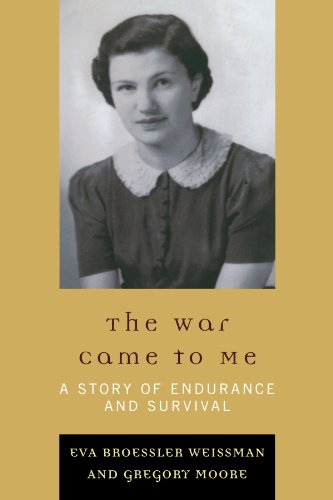 The War
Came to Me
A STORY OF ENDURANCE
AND SURVIVAL
EVA BROESSLER WEISSMAN
AND GREGORY MOORE